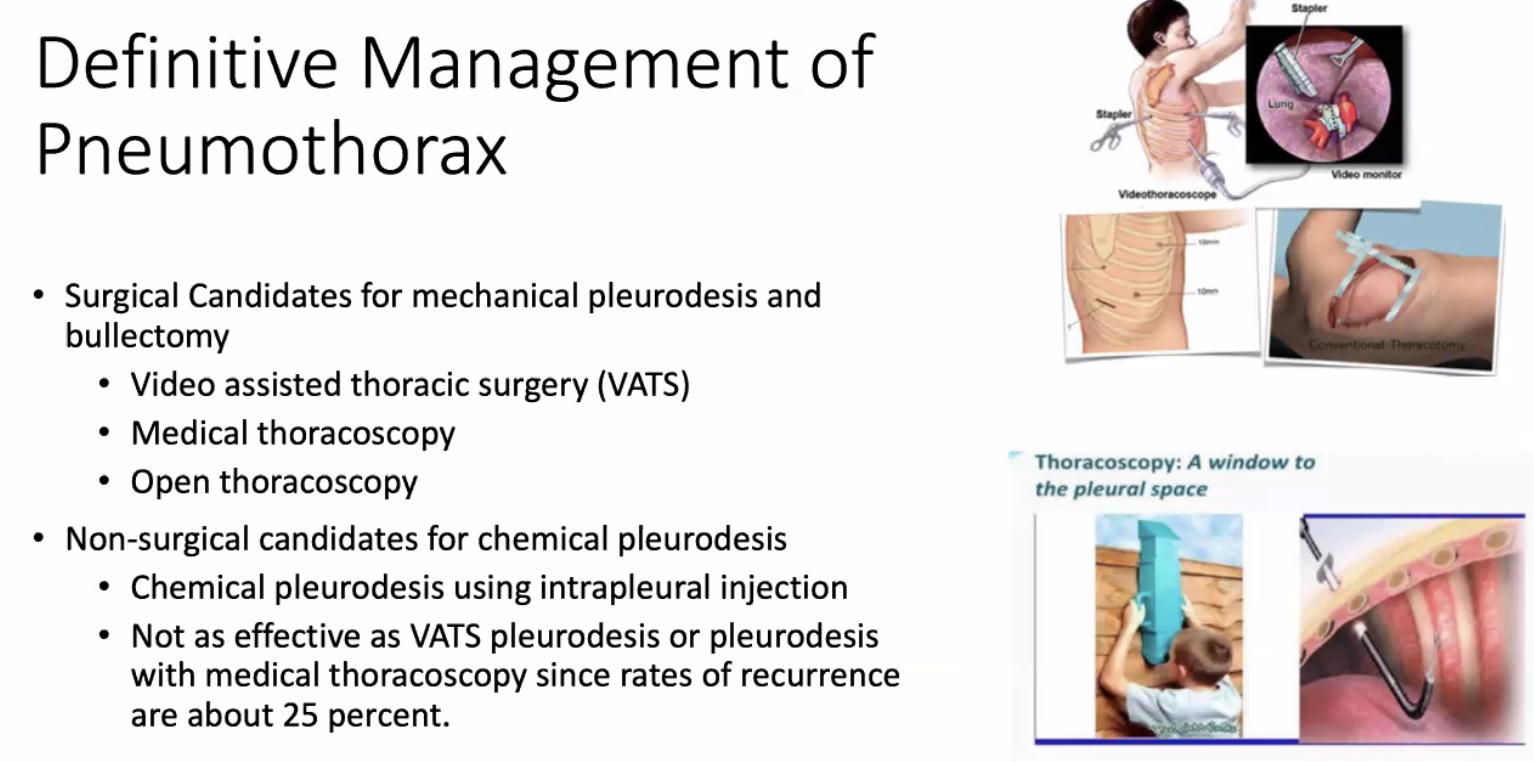 Definitive Management of
Pneumothorax
• Surgical Candidates for mechanical pleurodesis and
bullectomy
• Video assisted thoracic surgery (VATS)
• Medical thoracoscopy
• Open thoracoscopy
• Non-surgical candidates for chemical pleurodesis
• Chemical pleurodesis using intrapleural injection
• Not as effective as VATS pleurodesis or pleurodesis
with medical thoracoscopy since rates of recurrence
are about 25 percent.
Stapler
Lung
Stapler
Video monitor
Videothoracoscope
10mm
10mm
Conventional Thoracotomy
Thoracoscopy: A window to
the pleural space